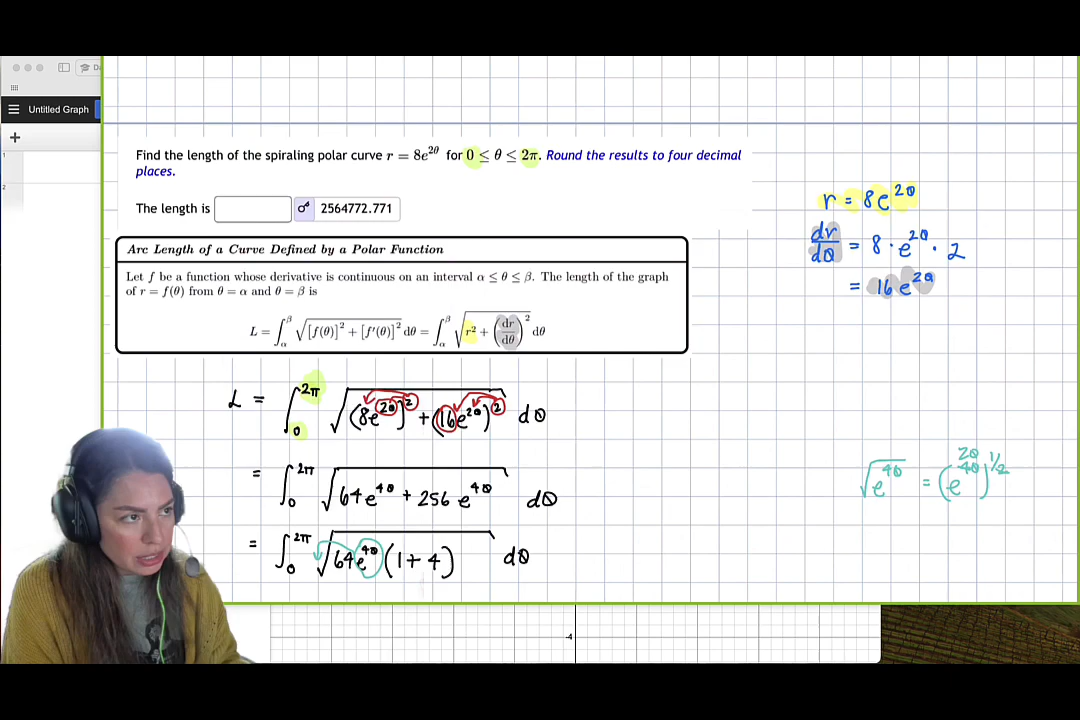 Untitled Graph
+
1
2
Find the length of the spiraling polar curve r = 8e^{2θ} for 0 ≤ θ ≤ 2π. Round the results to four decimal
places.
The length is
σ^6 2564772.771
Arc Length of a Curve Defined by a Polar Function
Let f be a function whose derivative is continuous on an interval α ≤ θ ≤ β. The length of the graph
of r = f(θ) from θ = α and θ = β is
L = ∫_α^β √([f(θ)]² + [f′(θ)]²) dθ = ∫_α^β √(r² + (dr/dθ)²) dθ
r = 8e^{2θ}
dr/dθ = 8 · e^{2θ} · 2
= 16e^{2θ}
L = ∫_0^{2π} √((8e^{2θ})² + (16e^{2θ})²) dθ
= ∫_0^{2π} √(64e^{4θ} + 256e^{4θ}) dθ
= ∫_0^{2π} √(64e^{4θ}(1+4)) dθ
√(e^{4θ}) = (e^{4θ})^{1/2}
2θ
-4